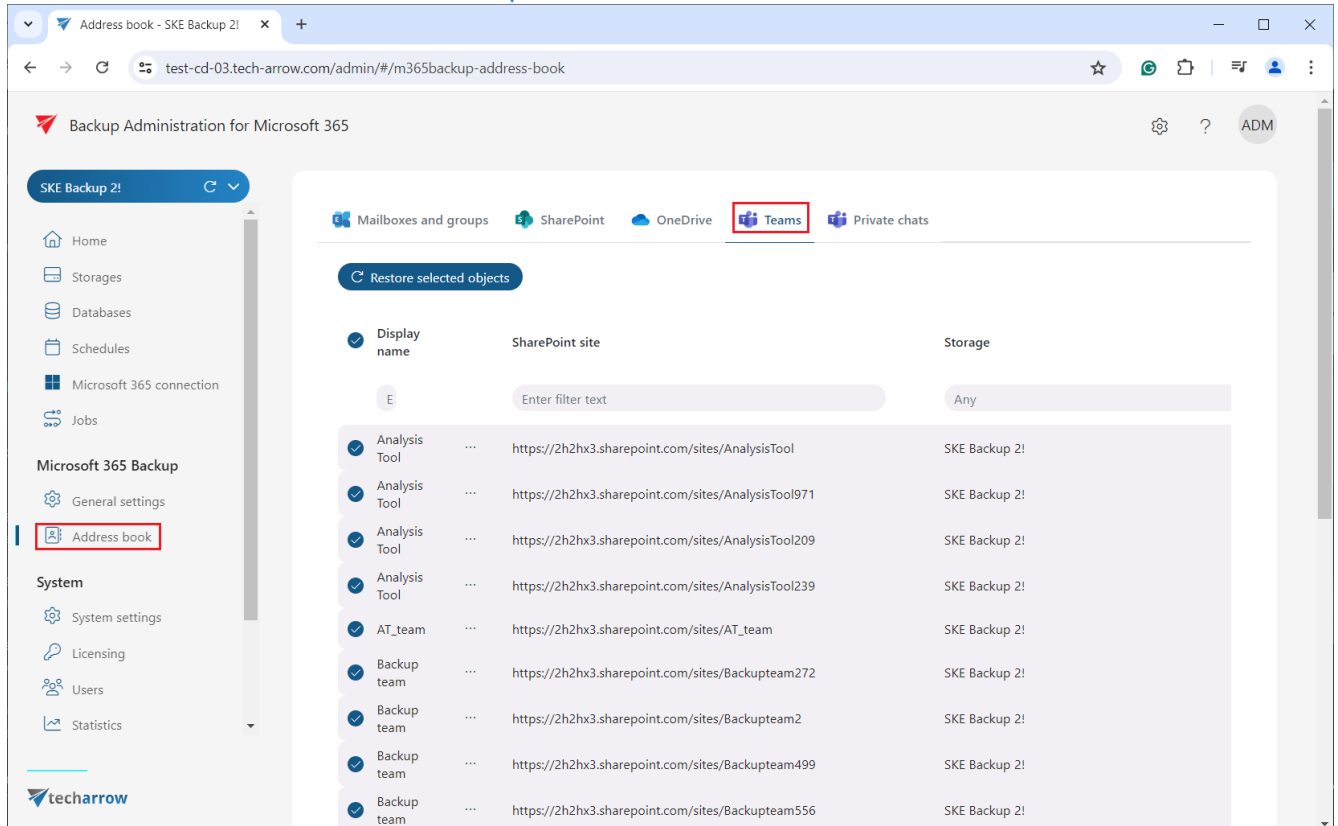 Address book - SKE Backup 2!
test-cd-03.tech-arrow.com/admin/#/m365backup-address-book
Backup Administration for Microsoft 365
ADM
SKE Backup 2!
Home
Storages
Databases
Schedules
Microsoft 365 connection
Jobs
Microsoft 365 Backup
General settings
Address book
System
System settings
Licensing
Users
Statistics
techarrow
Mailboxes and groups SharePoint OneDrive Teams Private chats
Restore selected objects
Display name SharePoint site Storage
E Enter filter text Any
Analysis Tool ... https://2h2hx3.sharepoint.com/sites/AnalysisTool SKE Backup 2!
Analysis Tool ... https://2h2hx3.sharepoint.com/sites/AnalysisTool971 SKE Backup 2!
Analysis Tool ... https://2h2hx3.sharepoint.com/sites/AnalysisTool209 SKE Backup 2!
Analysis Tool ... https://2h2hx3.sharepoint.com/sites/AnalysisTool239 SKE Backup 2!
AT_team ... https://2h2hx3.sharepoint.com/sites/AT_team SKE Backup 2!
Backup team ... https://2h2hx3.sharepoint.com/sites/Backupteam272 SKE Backup 2!
Backup team ... https://2h2hx3.sharepoint.com/sites/Backupteam2 SKE Backup 2!
Backup team ... https://2h2hx3.sharepoint.com/sites/Backupteam499 SKE Backup 2!
Backup team ... https://2h2hx3.sharepoint.com/sites/Backupteam556 SKE Backup 2!